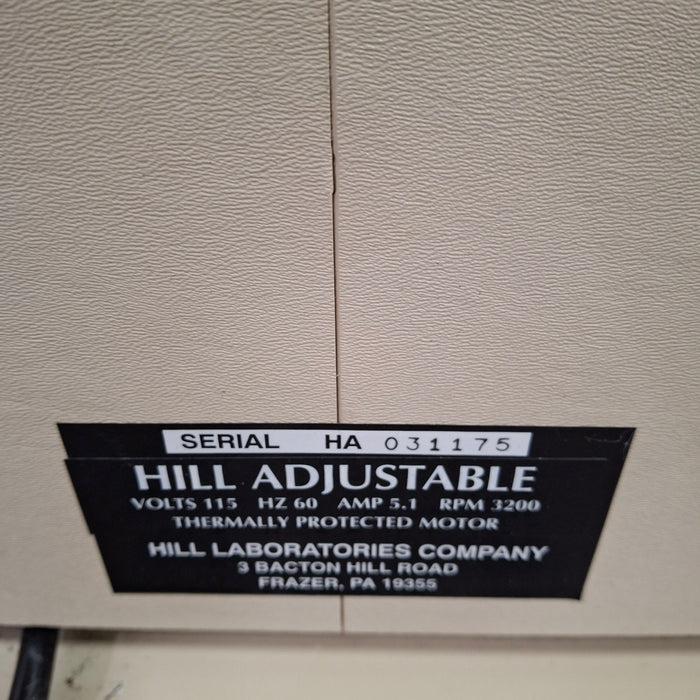 SERIAL HA 031175
HILL ADJUSTABLE
VOLTS 115 HZ 60 AMP 5.1 RPM 3200
THERMALLY PROTECTED MOTOR
HILL LABORATORIES COMPANY
3 BACTON HILL ROAD
FRAZER, PA 19355